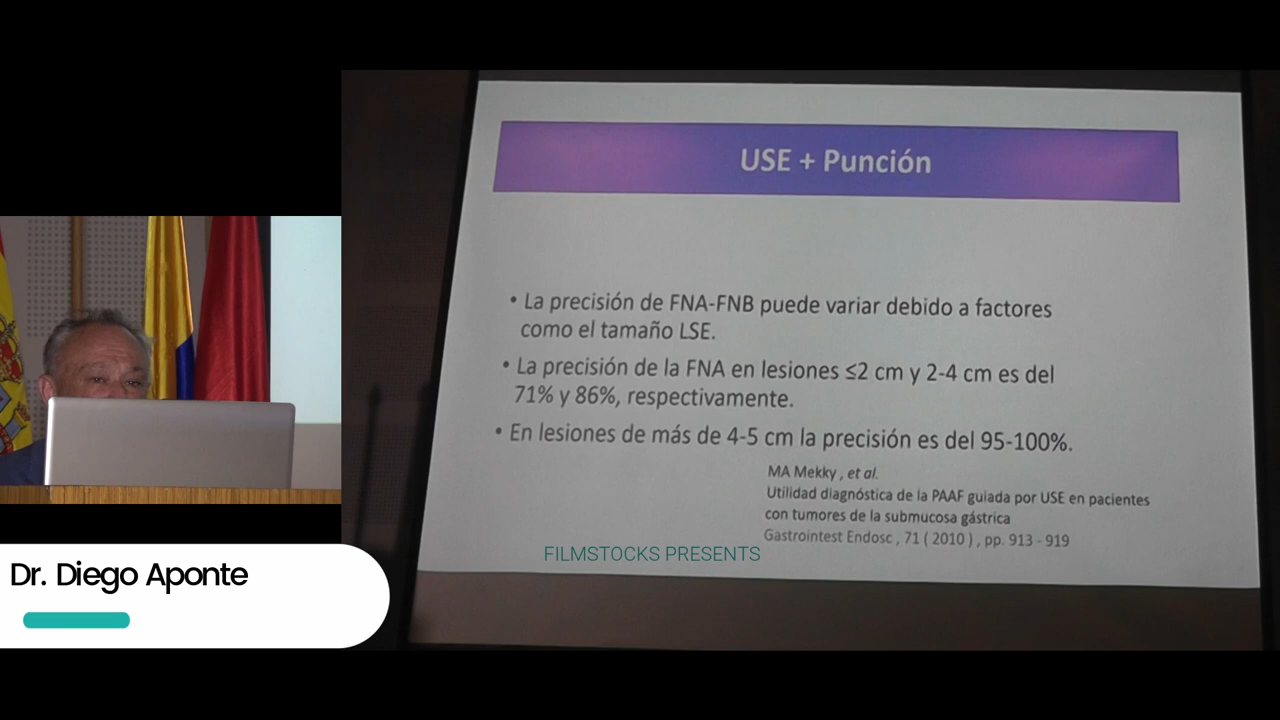 USE + Punción
• La precisión de FNA-FNB puede variar debido a factores
como el tamaño LSE.
• La precisión de la FNA en lesiones ≤2 cm y 2-4 cm es del
71% y 86%, respectivamente.
• En lesiones de más de 4-5 cm la precisión es del 95-100%.
MA Mekky , et al.
Utilidad diagnóstica de la PAAF guiada por USE en pacientes
con tumores de la submucosa gástrica
Gastrointest Endosc , 71 ( 2010 ) , pp. 913 - 919
FILMSTOCKS PRESENTS
Dr. Diego Aponte